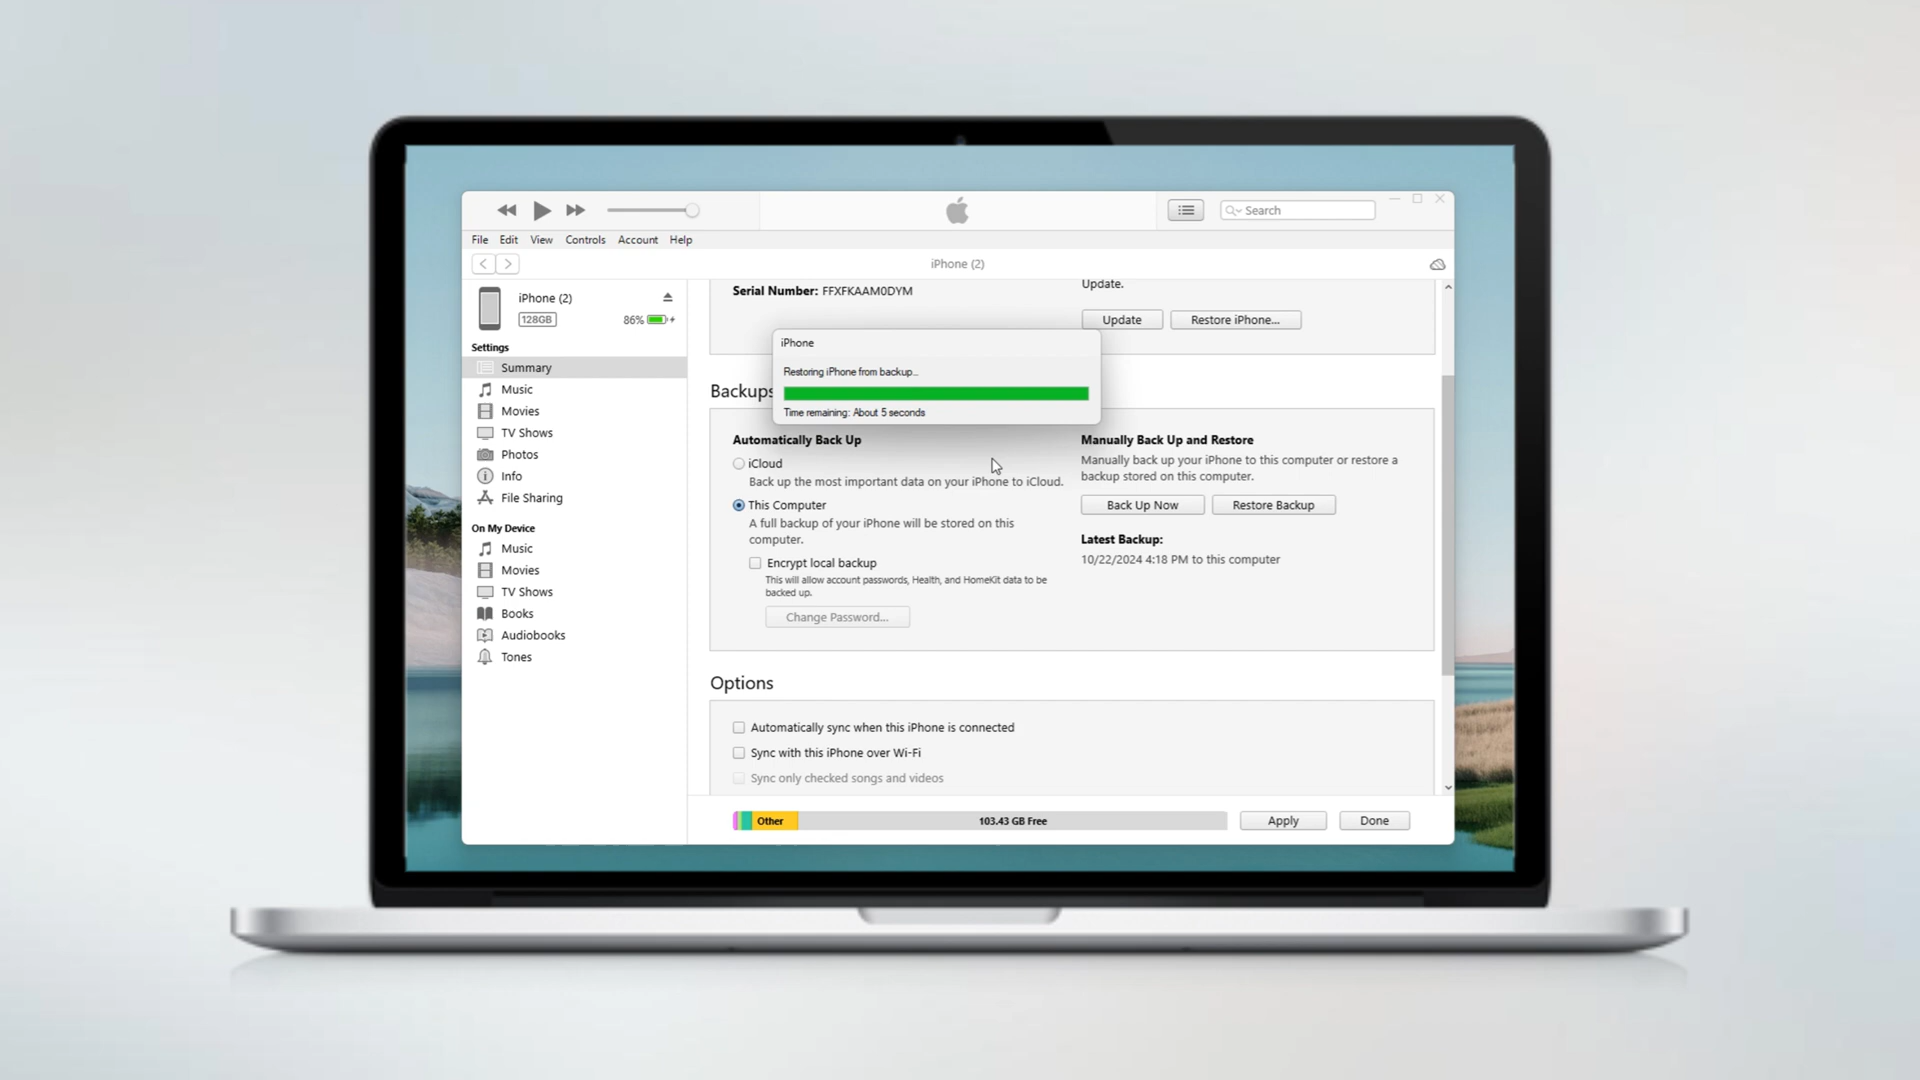 Search
File Edit View Controls Account Help
iPhone (2)
iPhone (2)
128GB
86%
Settings
Summary
Music
Movies
TV Shows
Photos
Info
File Sharing
On My Device
Music
Movies
TV Shows
Books
Audiobooks
Tones
Serial Number: FFXFKAAM0DYM
Update.
Update
Restore iPhone...
iPhone
Restoring iPhone from backup...
Time remaining: About 5 seconds
Backups
Automatically Back Up
iCloud
Back up the most important data on your iPhone to iCloud.
This Computer
A full backup of your iPhone will be stored on this
computer.
Encrypt local backup
This will allow account passwords, Health, and HomeKit data to be
backed up.
Change Password...
Manually Back Up and Restore
Manually back up your iPhone to this computer or restore a
backup stored on this computer.
Back Up Now
Restore Backup
Latest Backup:
10/22/2024 4:18 PM to this computer
Options
Automatically sync when this iPhone is connected
Sync with this iPhone over Wi-Fi
Sync only checked songs and videos
Other
103.43 GB Free
Apply
Done